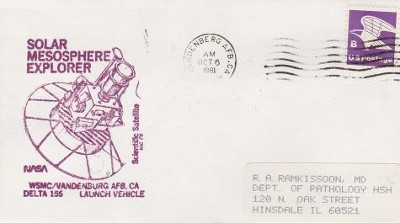 SOLAR
MESOSPHERE
EXPLORER
Scientific Satellite
NASA
WSMC/VANDENBURG AFB, CA
DELTA 156 LAUNCH VEHICLE
VANDENBERG AFB, CA
AM
OCT 6
1981
B
R. A. RAMKISSOON, MD
DEPT. OF PATHOLOGY HSH
120 N. OAK STREET
HINSDALE IL 60521